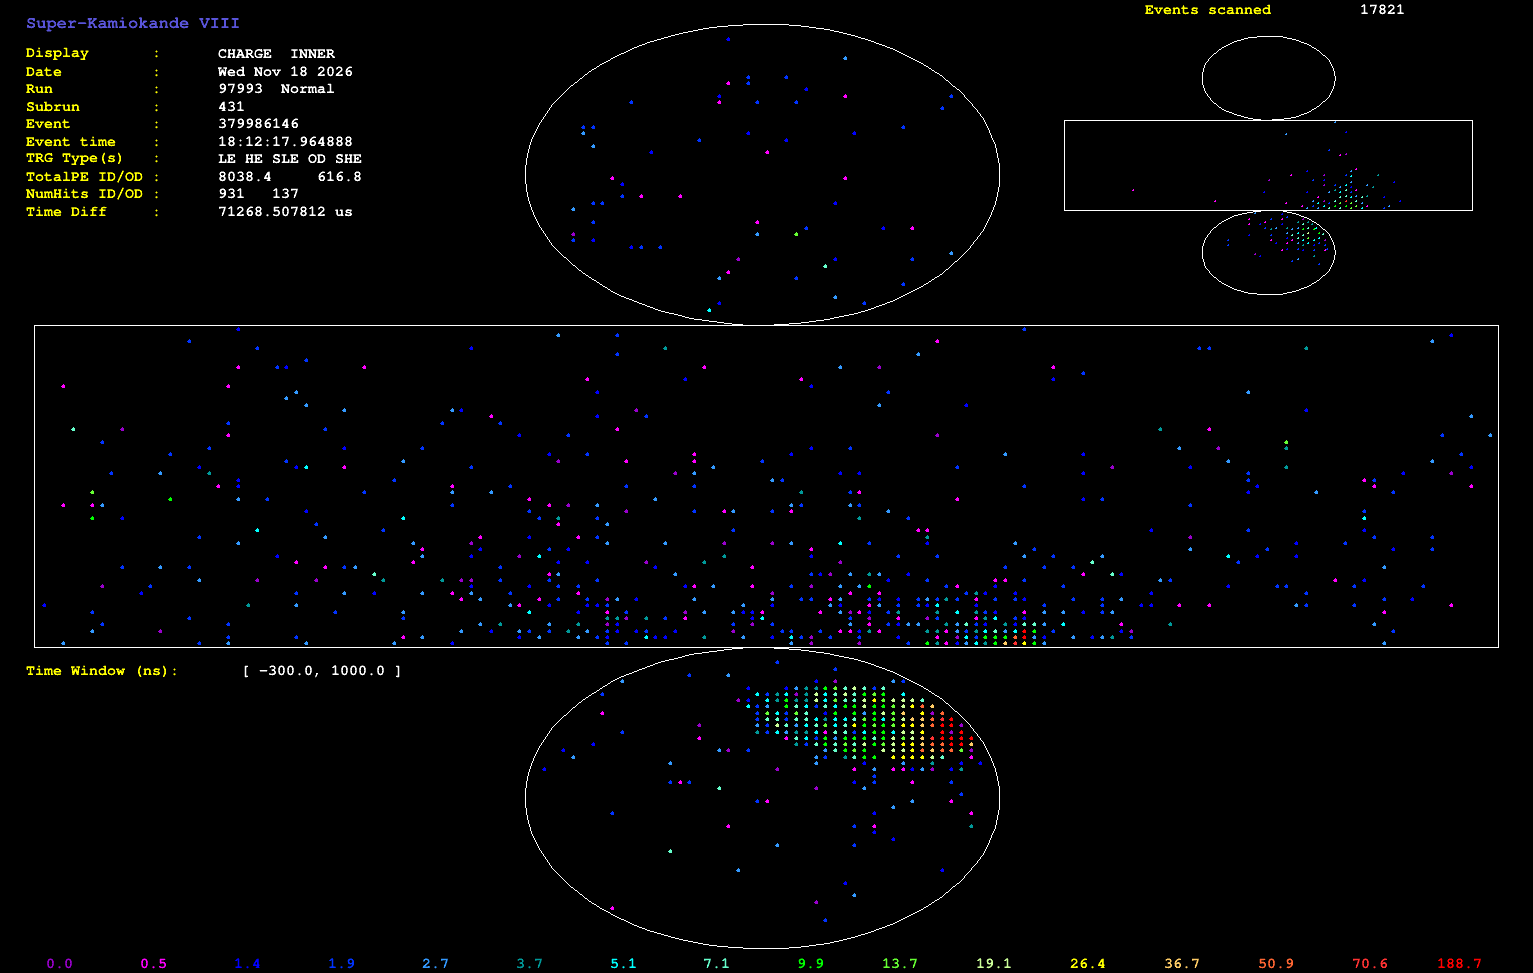 Super-Kamiokande VIII
Events scanned 17821
Display : CHARGE INNER
Date : Wed Nov 18 2026
Run : 97993 Normal
Subrun : 431
Event : 379986146
Event time : 18:12:17.964888
TRG Type(s) : LE HE SLE OD SHE
TotalPE ID/OD : 8038.4 616.8
NumHits ID/OD : 931 137
Time Diff : 71268.507812 us
Time Window (ns): [ -300.0, 1000.0 ]
0.0 0.5 1.4 1.9 2.7 3.7 5.1 7.1 9.9 13.7 19.1 26.4 36.7 50.9 70.6 188.7